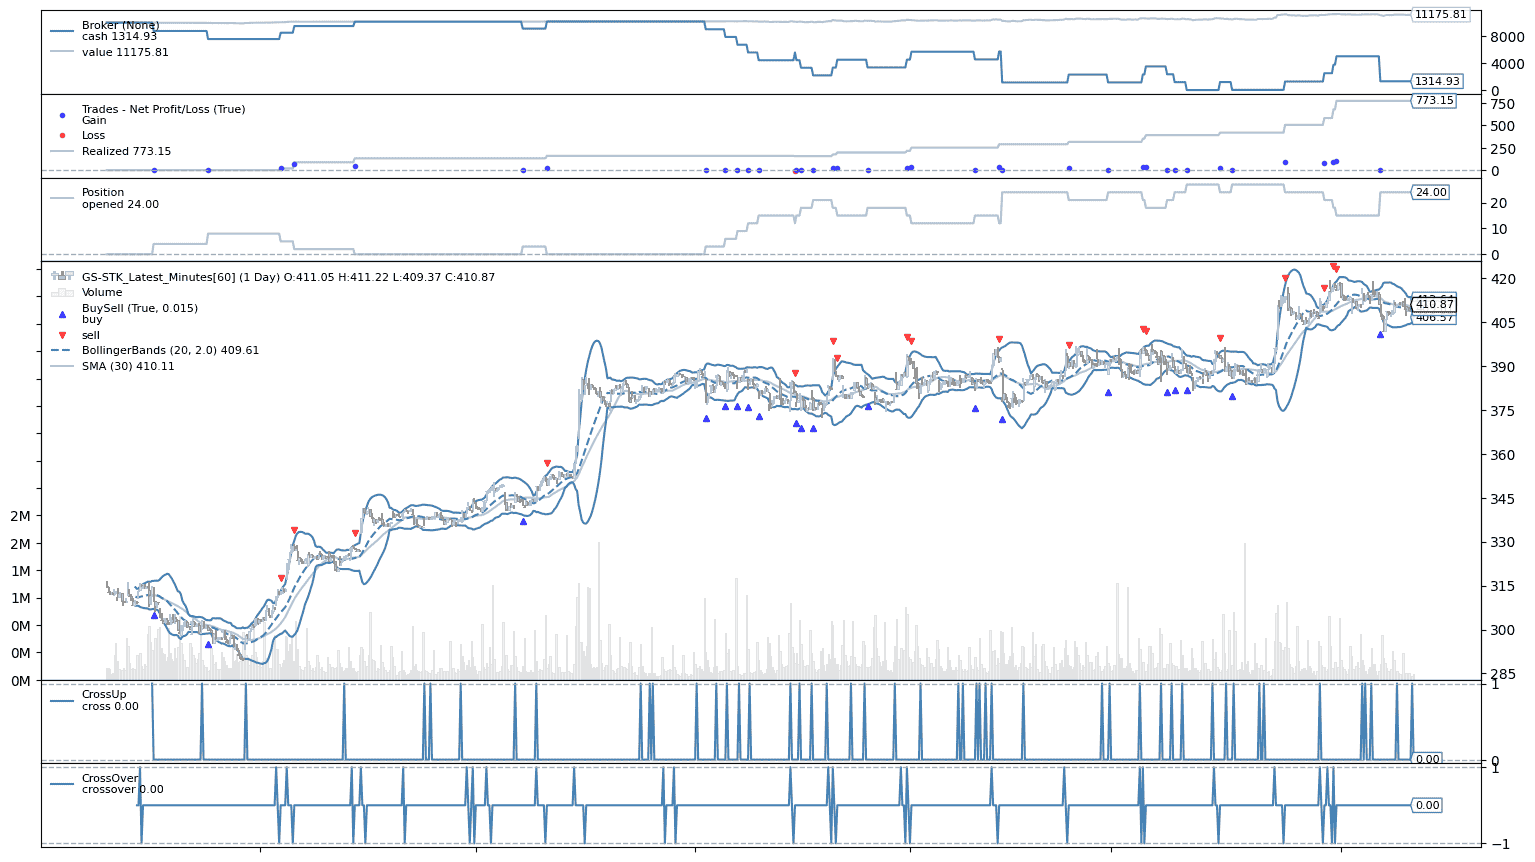 Broker (None)
cash 1314.93
value 11175.81
11175.81
8000
4000
1314.93
0
Trades - Net Profit/Loss (True)
Gain
Loss
Realized 773.15
773.15
750
500
250
0
Position
opened 24.00
24.00
20
10
0
GS-STK_Latest_Minutes[60] (1 Day) O:411.05 H:411.22 L:409.37 C:410.87
Volume
BuySell (True, 0.015)
buy
sell
BollingerBands (20, 2.0) 409.61
SMA (30) 410.11
420
410.87
406.57
405
390
375
360
345
330
315
300
285
2M
2M
1M
1M
0M
0M
0M
CrossUp
cross 0.00
1
0.00
0
CrossOver
crossover 0.00
1
0.00
−1